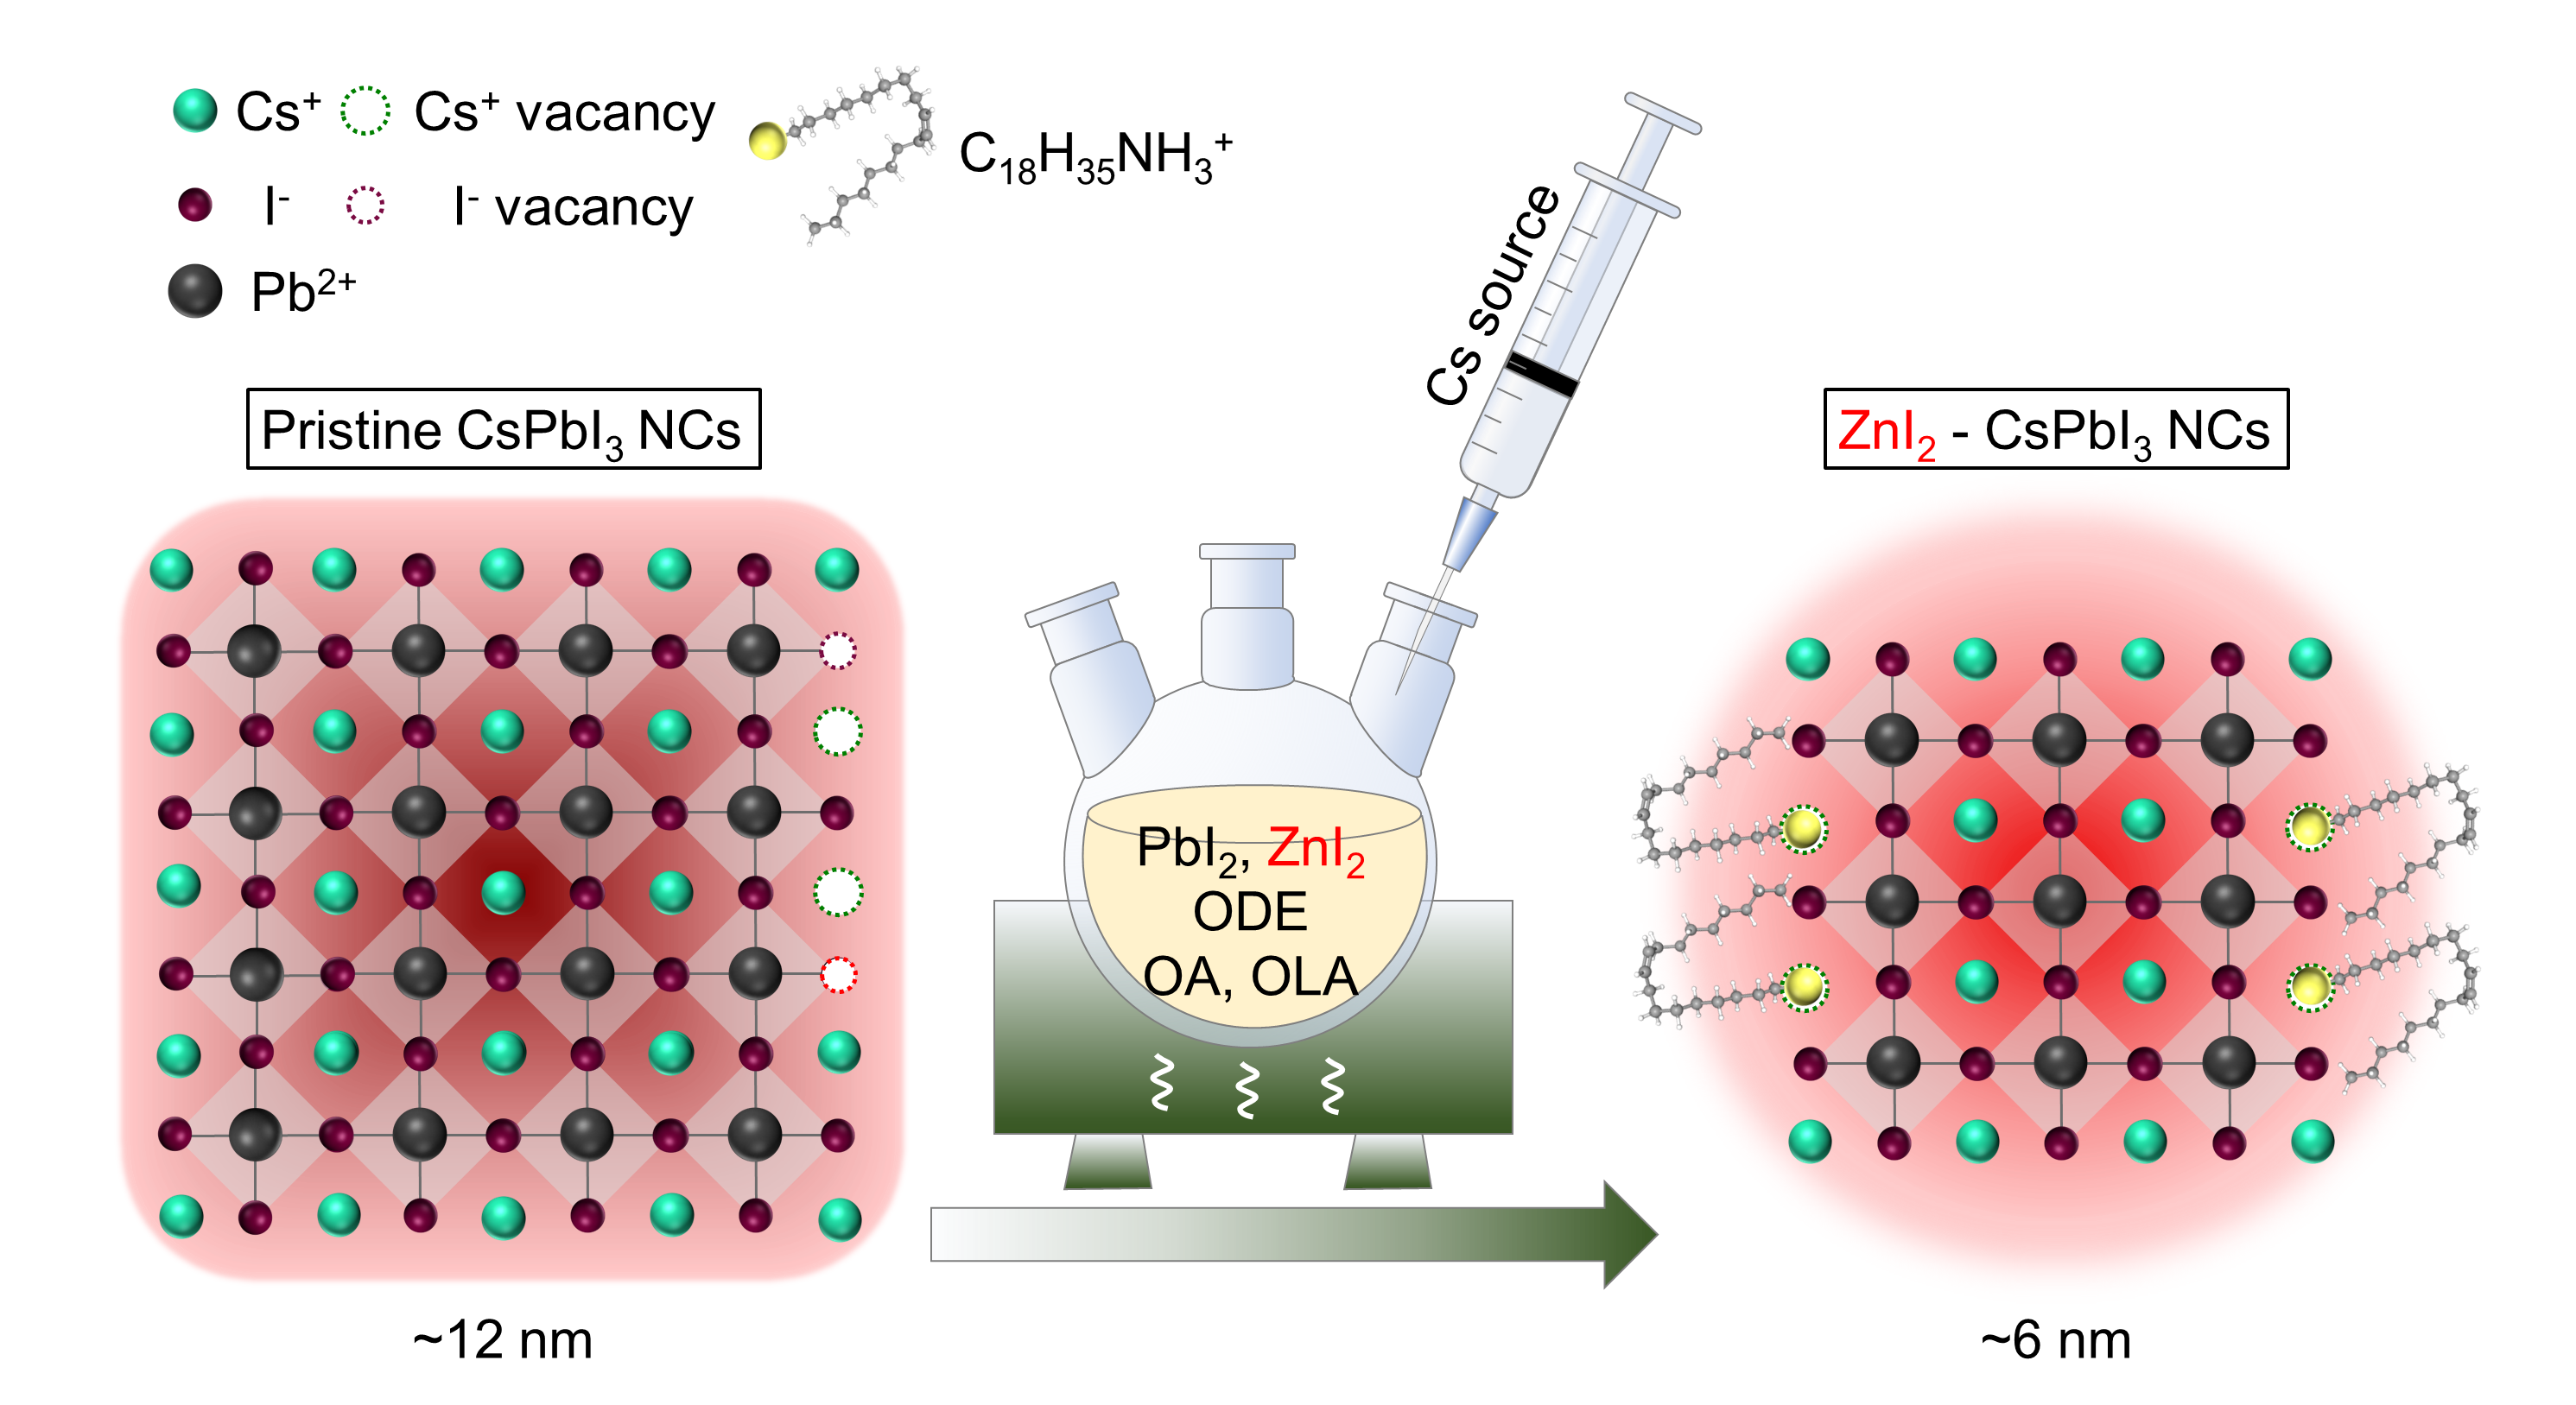 Cs⁺ Cs⁺ vacancy
C₁₈H₃₅NH₃⁺
I⁻ I⁻ vacancy
Pb²⁺
Cs source
Pristine CsPbI₃ NCs
ZnI₂ - CsPbI₃ NCs
PbI₂, ZnI₂
ODE
OA, OLA
~12 nm
~6 nm